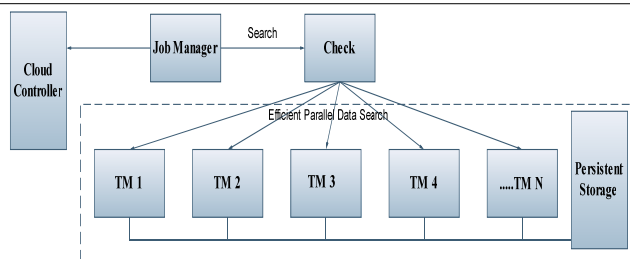 Cloud
Controller
Job Manager
Search
Check
Efficient Parallel Data Search
TM 1
TM 2
TM 3
TM 4
.....TM N
Persistent
Storage